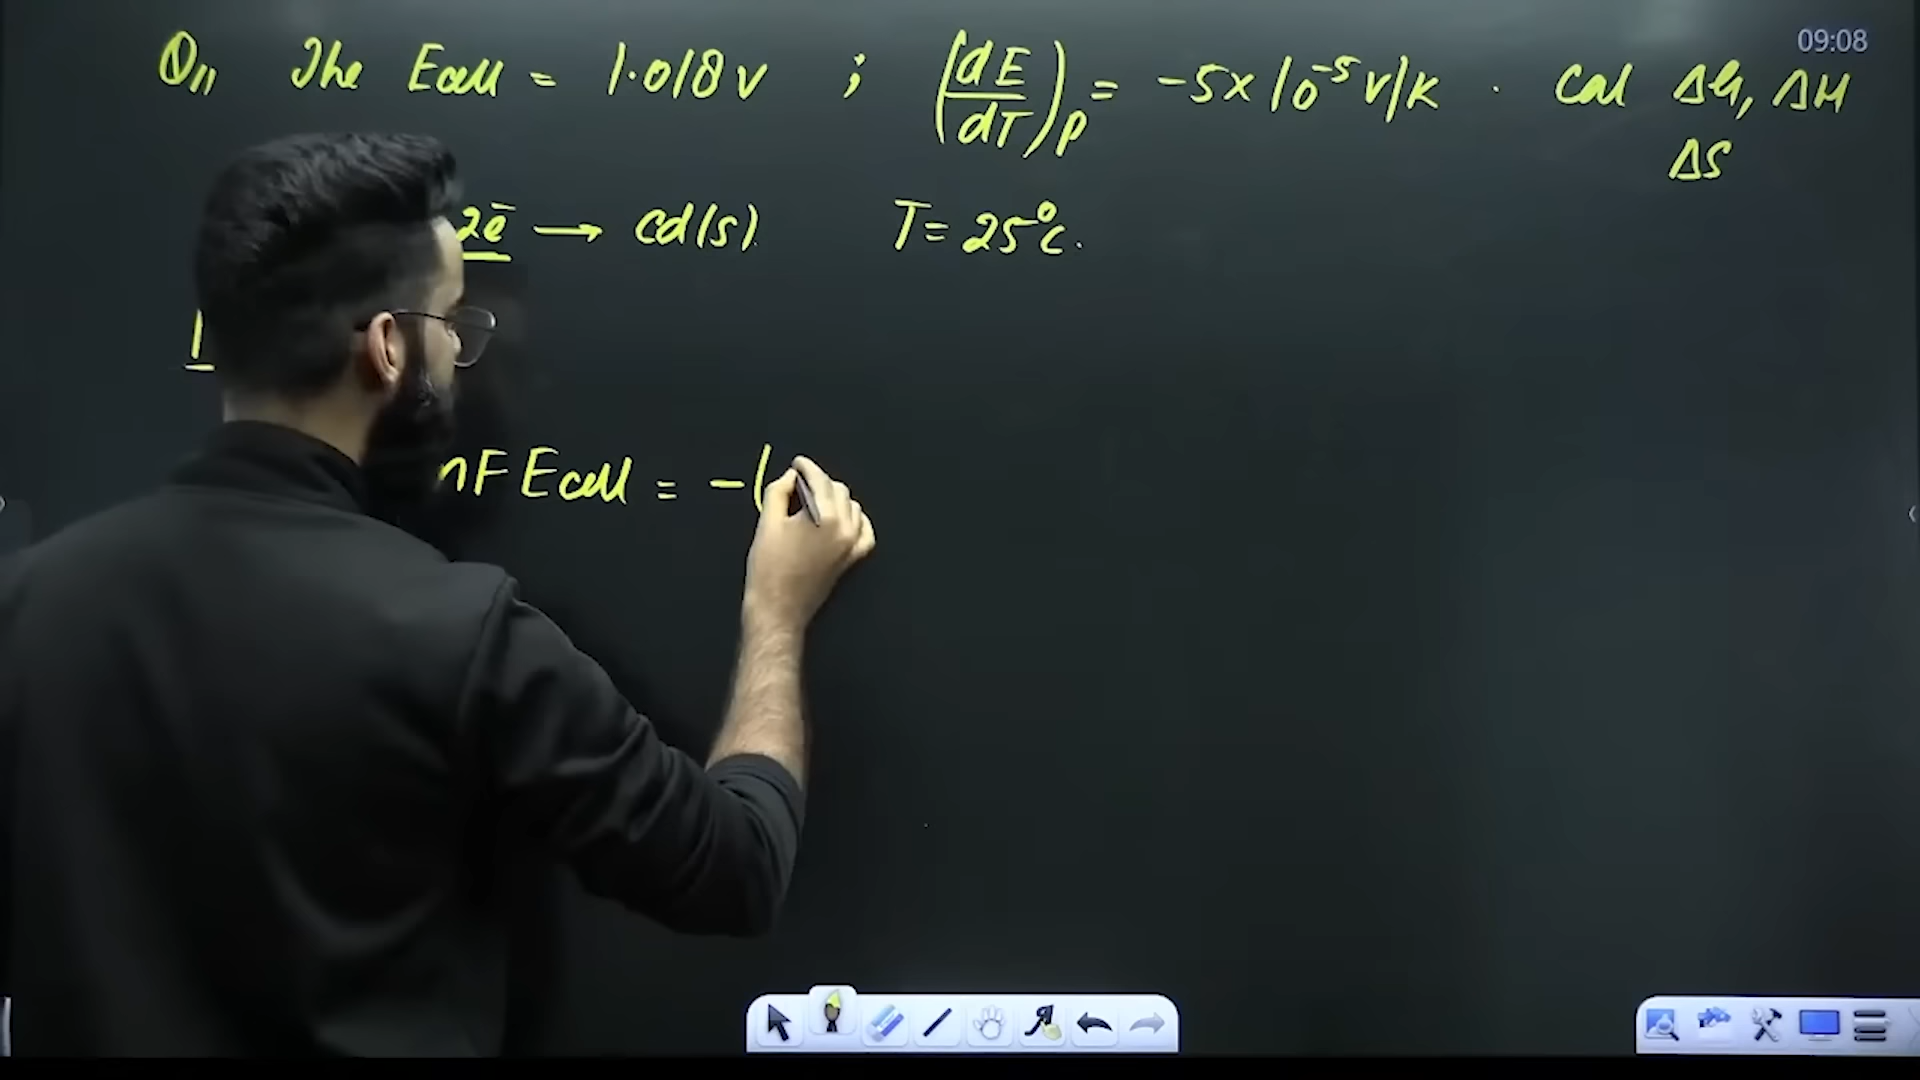 09:08
Q,, The Ecell = 1.018 V ; (dE/dT)p = -5×10⁻⁵ V/K . Cal ΔG, ΔH
ΔS
2ē → Cd(s). T = 25°C.
1
nF Ecell = -(